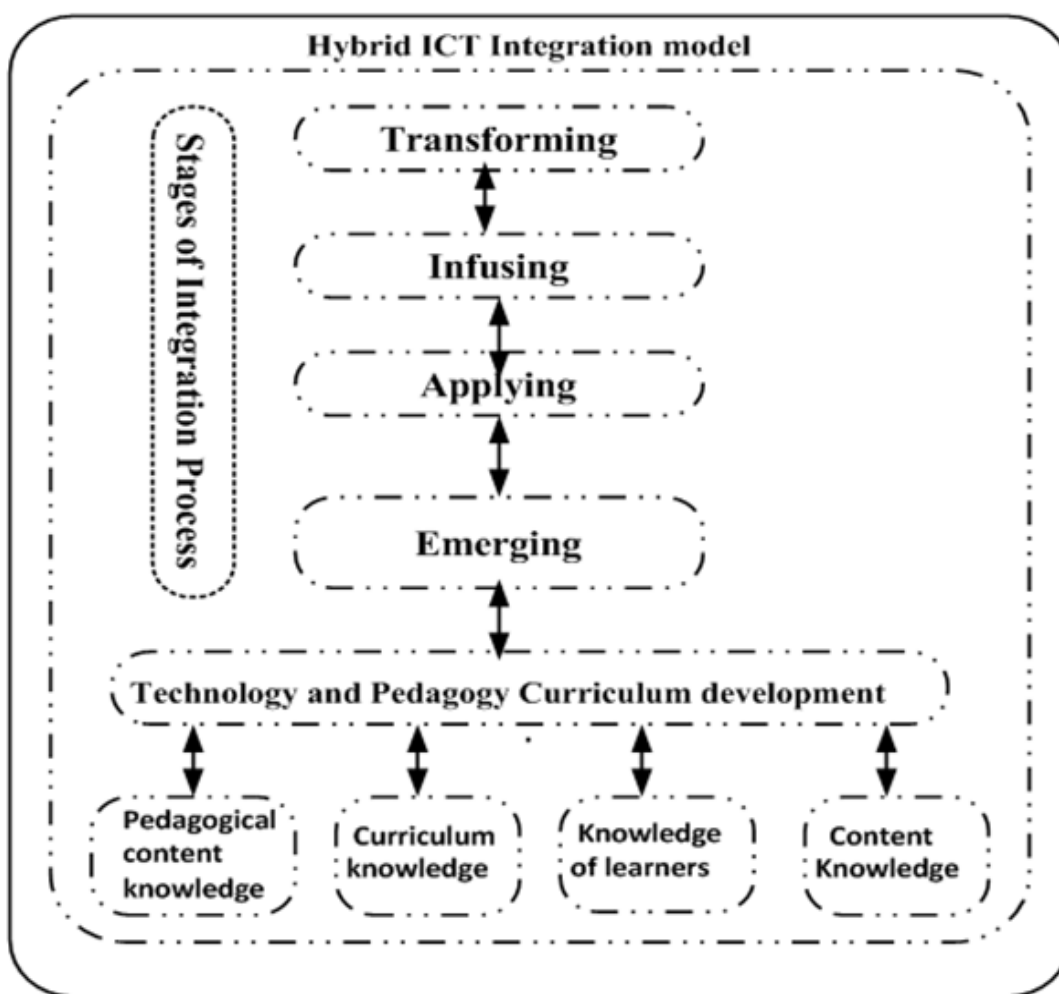 Hybrid ICT Integration model
Stages of Integration Process
Transforming
Infusing
Applying
Emerging
Technology and Pedagogy Curriculum development
Pedagogical
content
knowledge
Curriculum
knowledge
Knowledge
of learners
Content
Knowledge